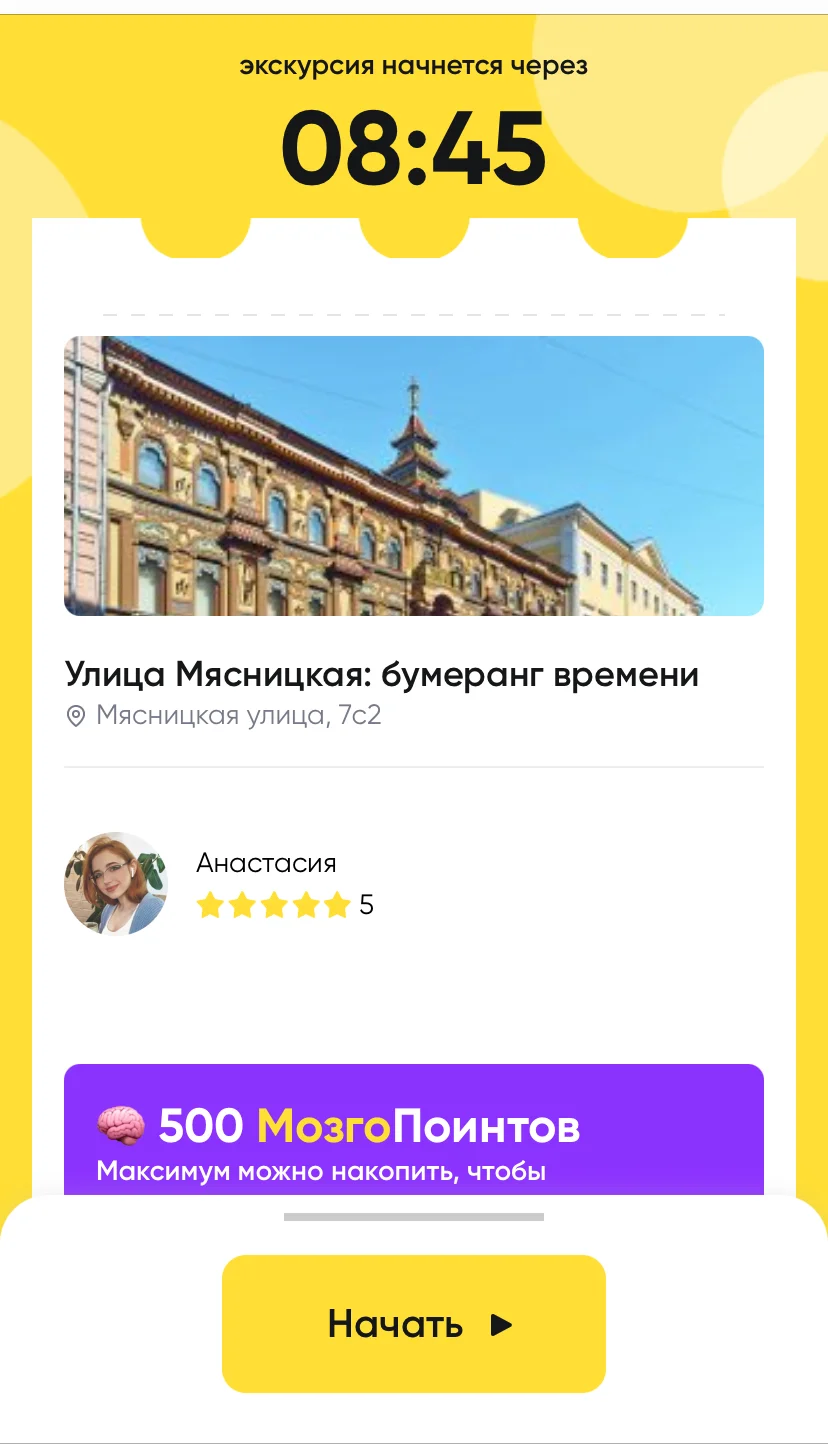 экскурсия начнется через
08:45
Улица Мясницкая: бумеранг времени
Мясницкая улица, 7с2
Анастасия
5
500 МозгоПоинтов
Максимум можно накопить, чтобы
Начать